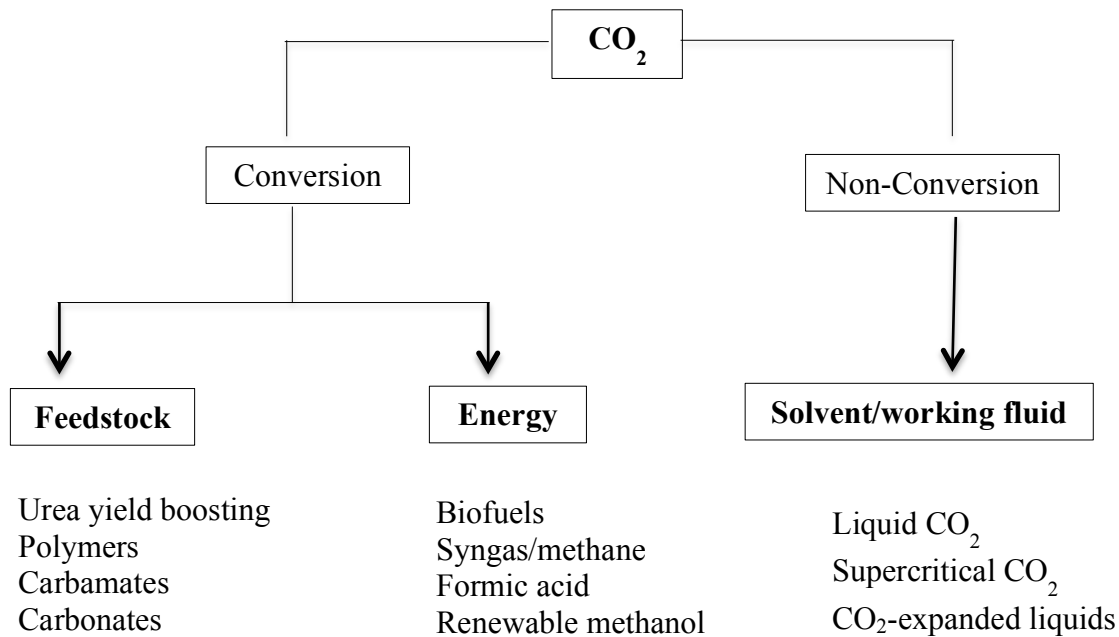 CO₂
Conversion
Non-Conversion
Feedstock
Energy
Solvent/working fluid
Urea yield boosting
Polymers
Carbamates
Carbonates
Biofuels
Syngas/methane
Formic acid
Renewable methanol
Liquid CO₂
Supercritical CO₂
CO₂-expanded liquids